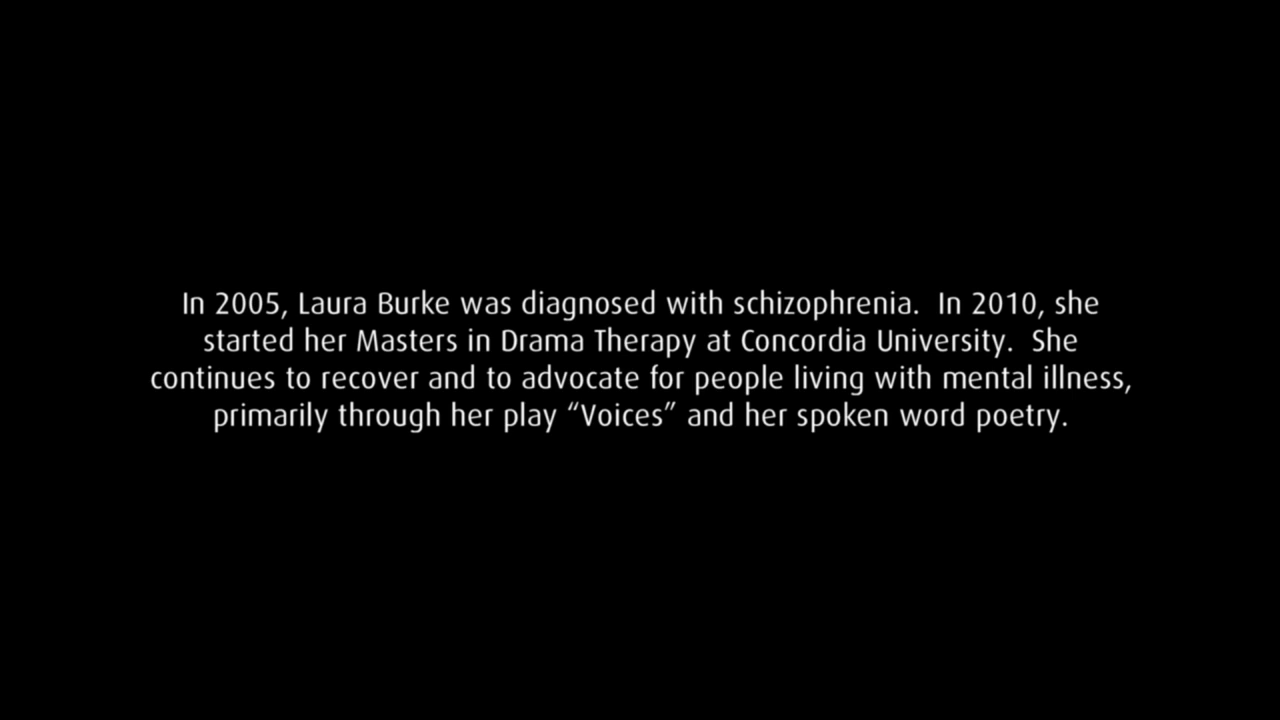 In 2005, Laura Burke was diagnosed with schizophrenia.  In 2010, she
started her Masters in Drama Therapy at Concordia University.  She
continues to recover and to advocate for people living with mental illness,
primarily through her play “Voices” and her spoken word poetry.